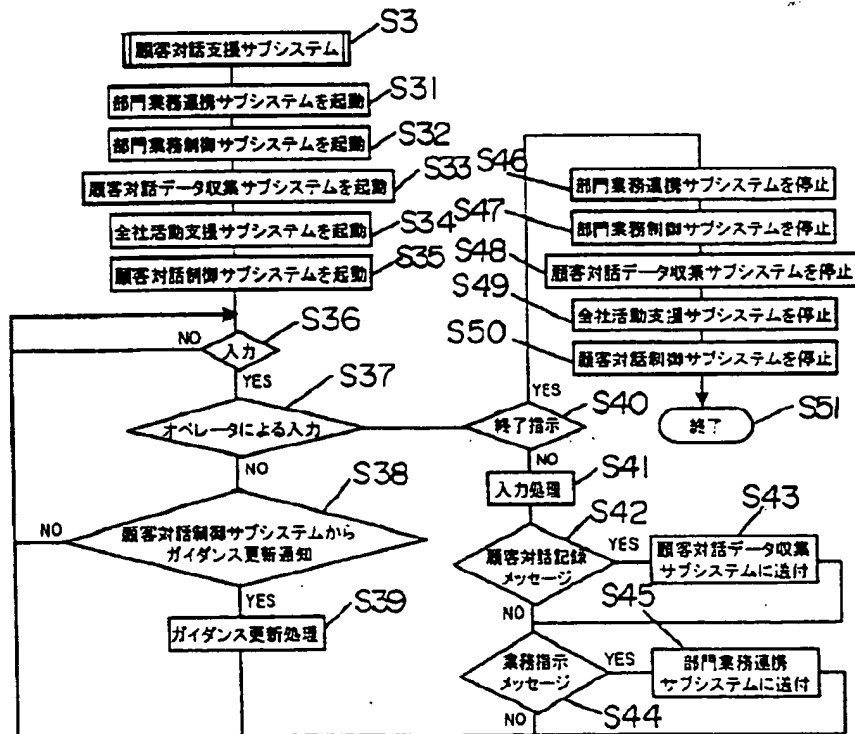 S3
顧客対話支援サブシステム
S31
部門業務連携サブシステムを起動
S32
部門業務制御サブシステムを起動
S33
顧客対話データ収集サブシステムを起動
S34
全社活動支援サブシステムを起動
S35
顧客対話制御サブシステムを起動
S36
NO
入力
YES
S37
オペレータによる入力
NO
S38
NO
顧客対話制御サブシステムから
ガイダンス更新通知
YES
S39
ガイダンス更新処理
S46
部門業務連携サブシステムを停止
S47
部門業務制御サブシステムを停止
S48
顧客対話データ収集サブシステムを停止
S49
全社活動支援サブシステムを停止
S50
顧客対話制御サブシステムを停止
S51
終了
YES
S40
終了指示
NO
S41
入力処理
S42
顧客対話記録
メッセージ
YES
S43
顧客対話データ収集
サブシステムに送付
NO
S45
業務指示
メッセージ
YES
部門業務連携
サブシステムに送付
NO
S44